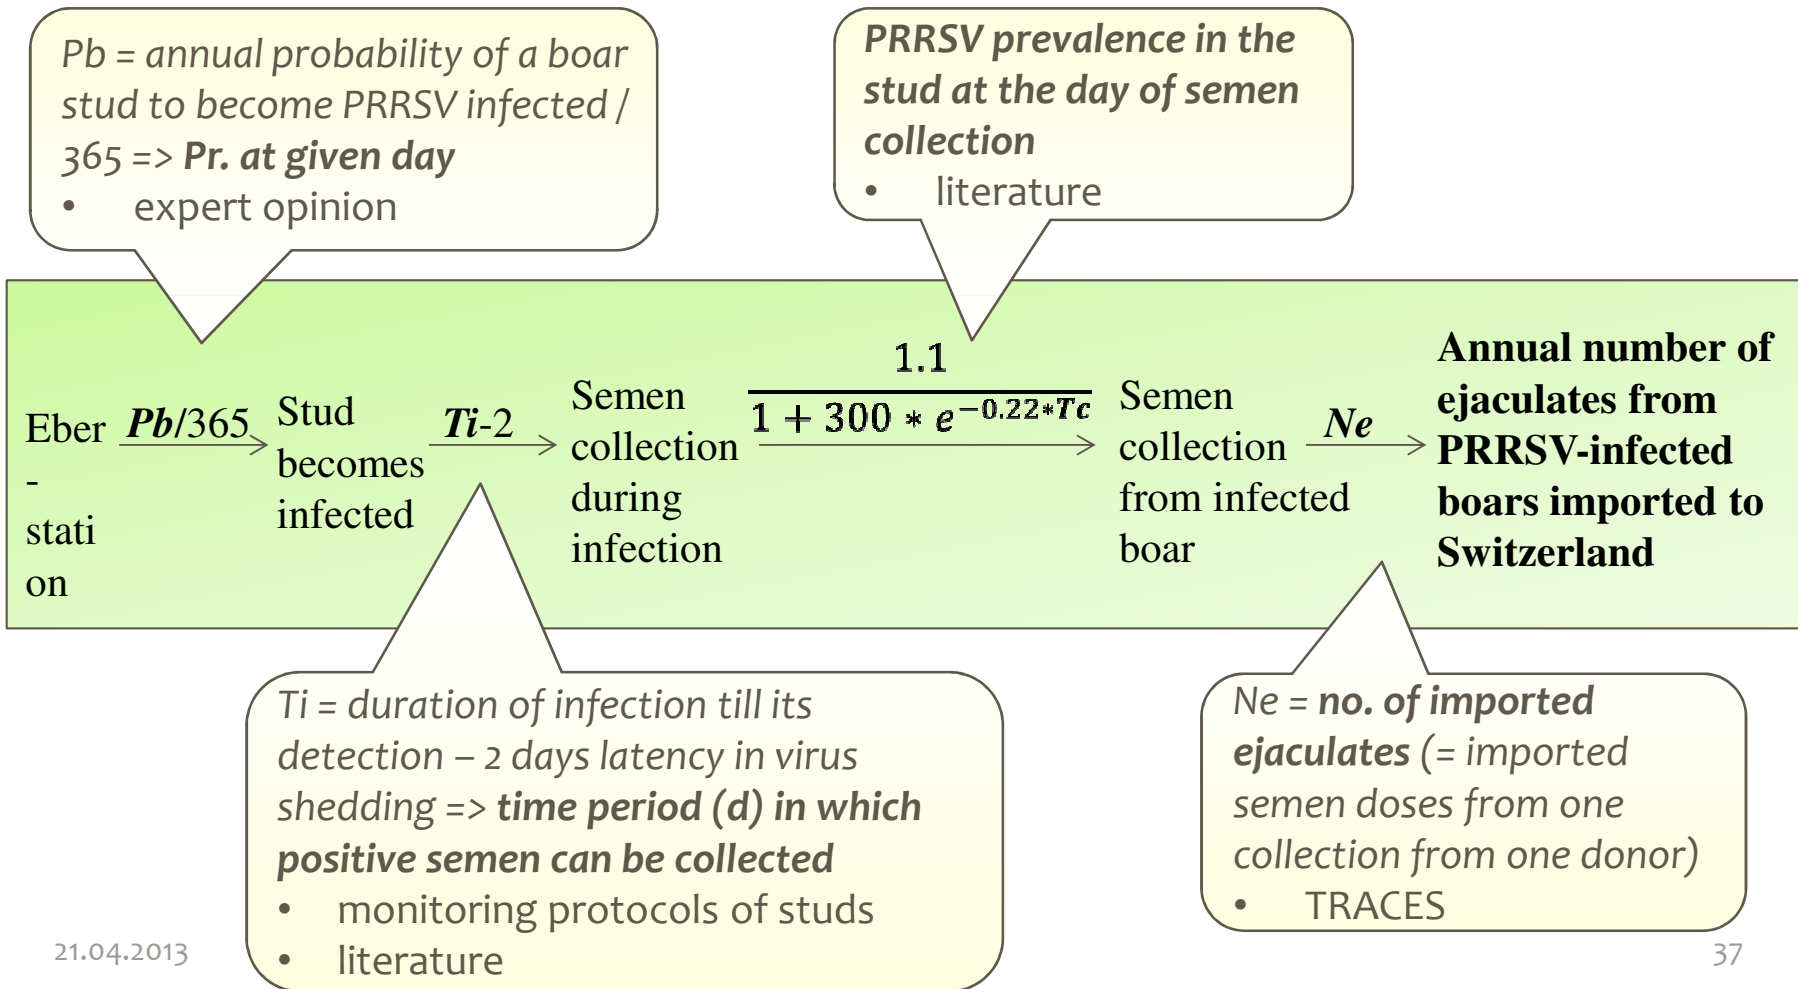 Pb = annual probability of a boar
stud to become PRRSV infected /
365 => Pr. at given day
• expert opinion
PRRSV prevalence in the
stud at the day of semen
collection
• literature
Eber
-
stati
on
Pb/365
Stud
becomes
infected
Ti-2
Semen
collection
during
infection
1.1
1 + 300 * e^−0.22*Tc
Semen
collection
from infected
boar
Ne
Annual number of
ejaculates from
PRRSV-infected
boars imported to
Switzerland
Ti = duration of infection till its
detection – 2 days latency in virus
shedding => time period (d) in which
positive semen can be collected
• monitoring protocols of studs
• literature
Ne = no. of imported
ejaculates (= imported
semen doses from one
collection from one donor)
• TRACES
21.04.2013
37